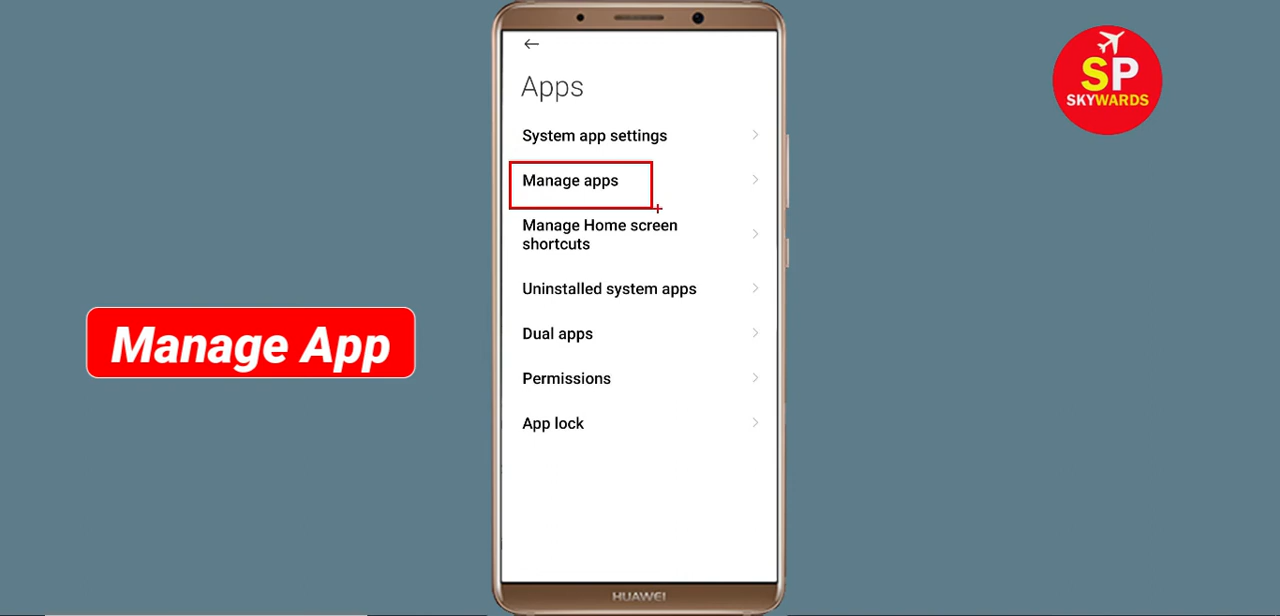 Apps
System app settings
Manage apps
Manage Home screen
shortcuts
Uninstalled system apps
Dual apps
Permissions
App lock
Manage App
SP
SKYWARDS
HUAWEI